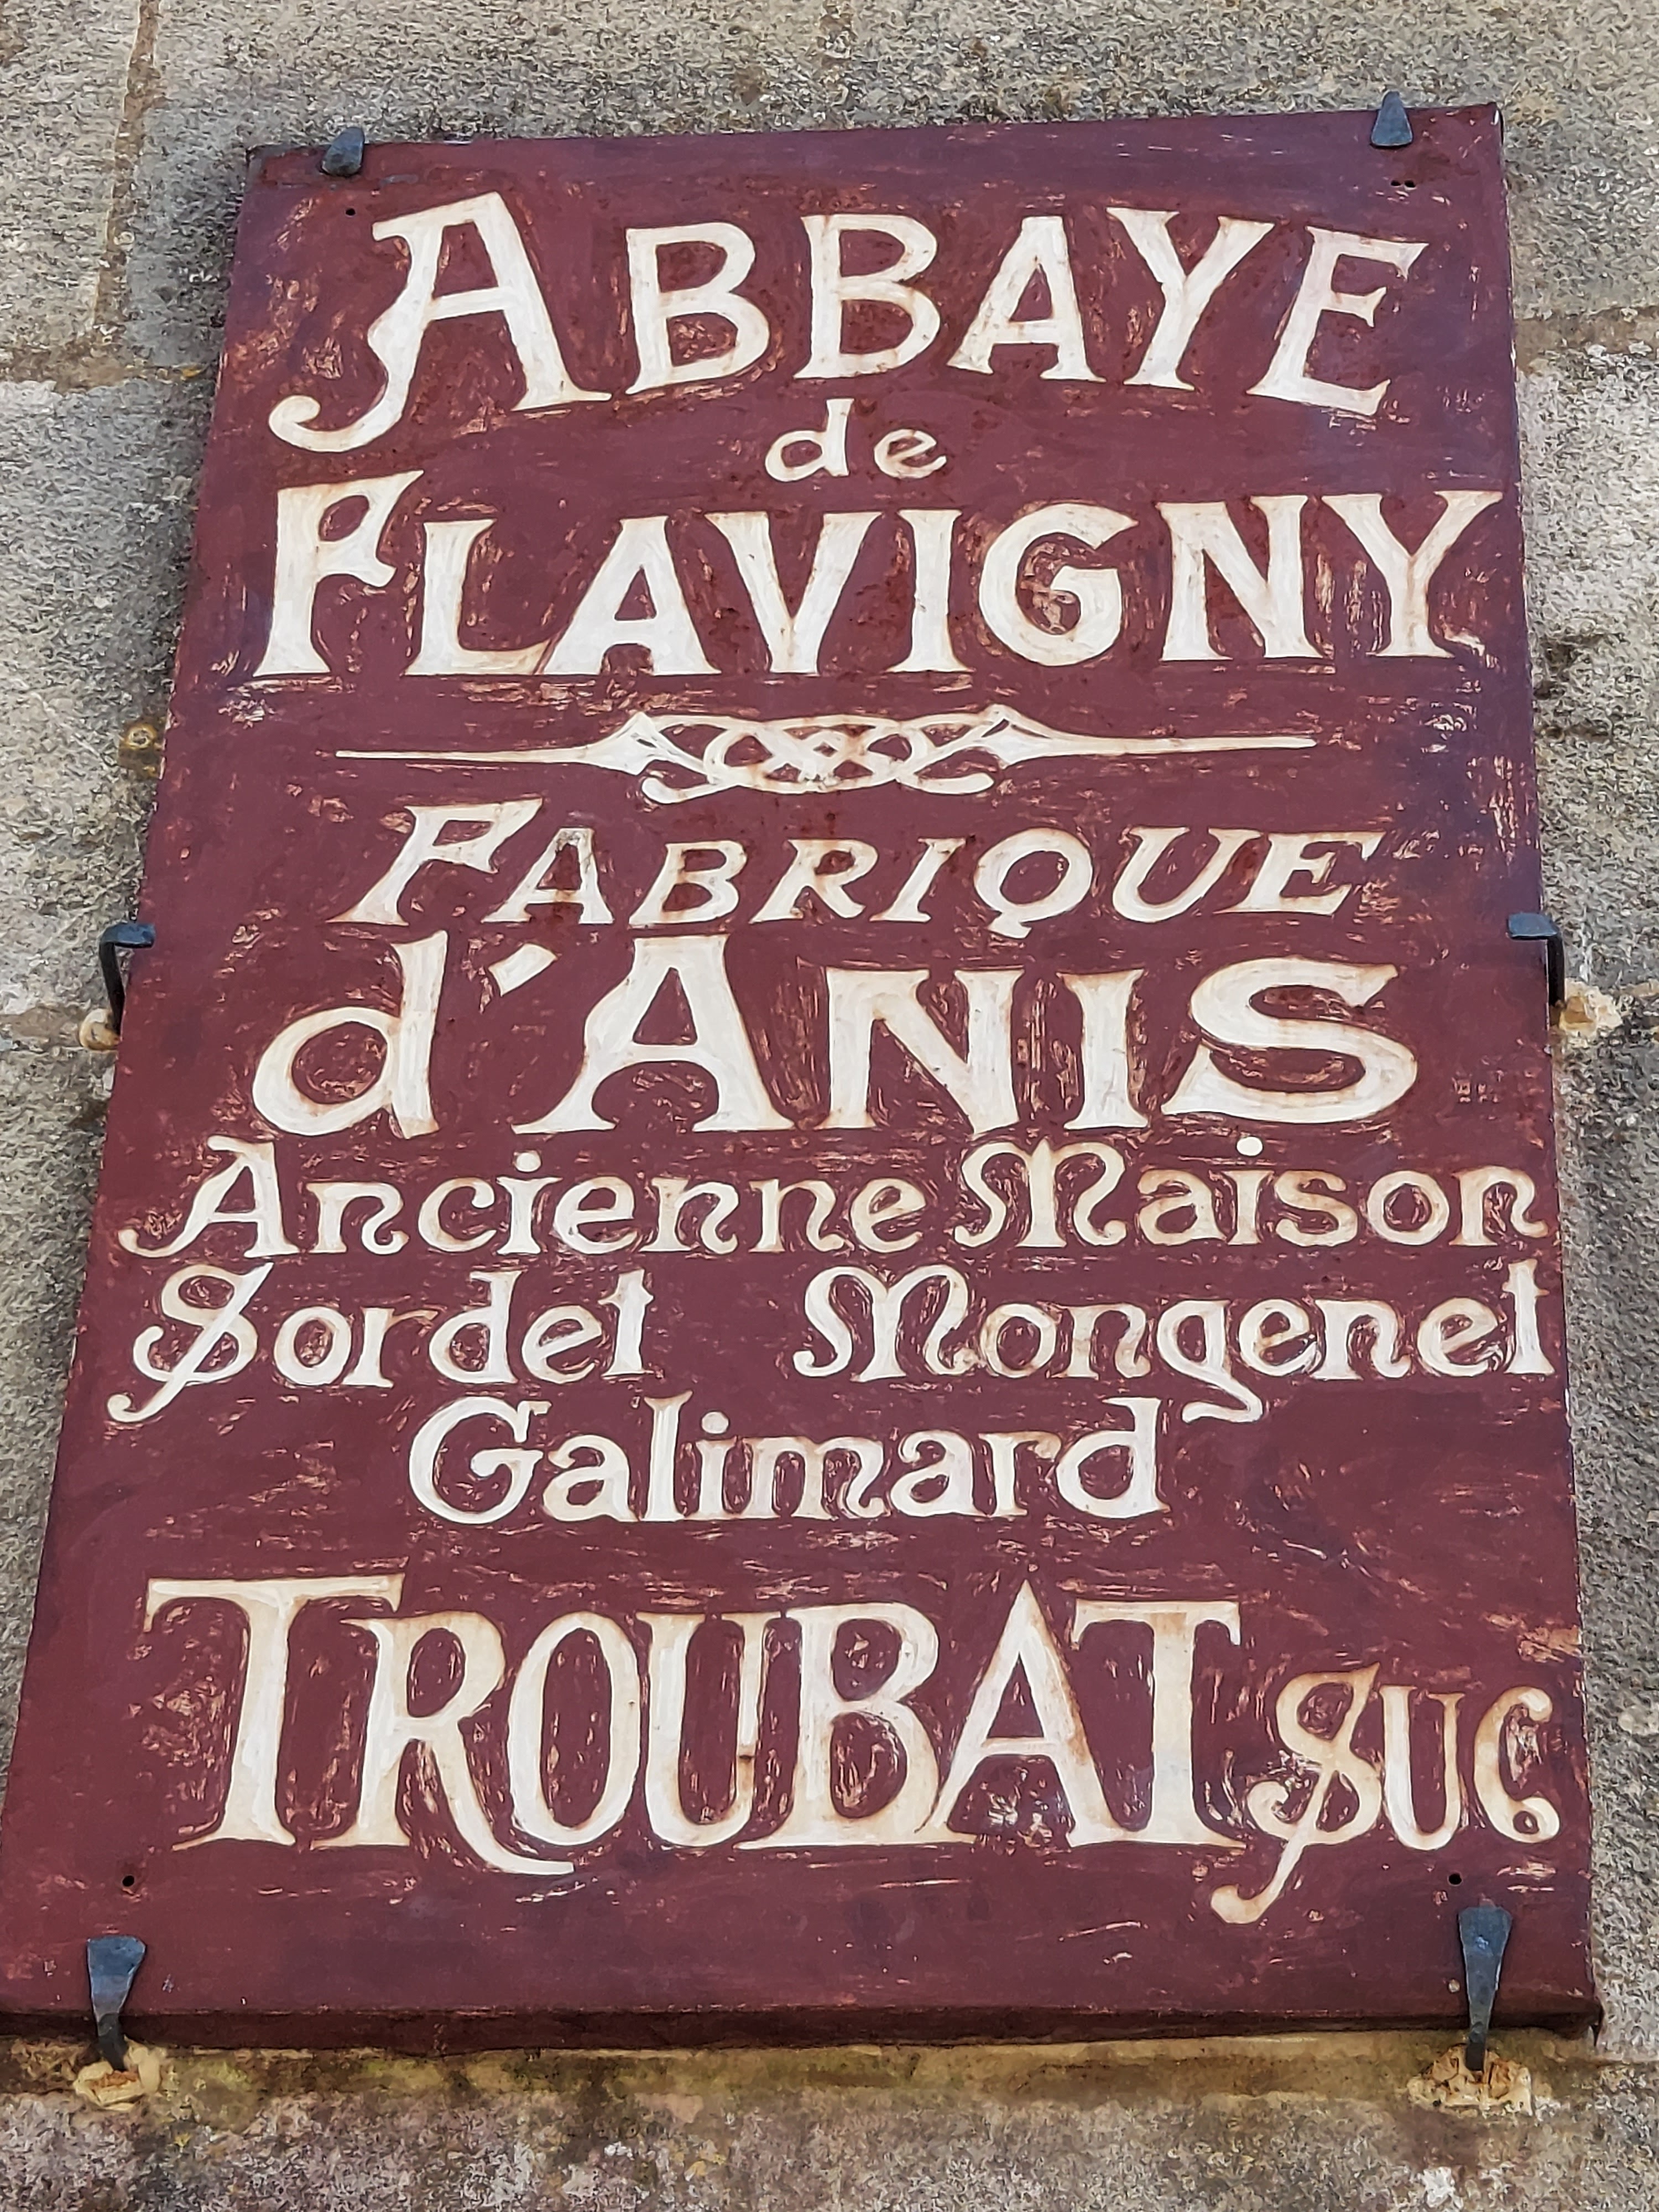 ABBAYE
de
FLAVIGNY
FABRIQUE
d'ANIS
Ancienne Maison
Sordet Mongenet
Galimard
TROUBAT SUC